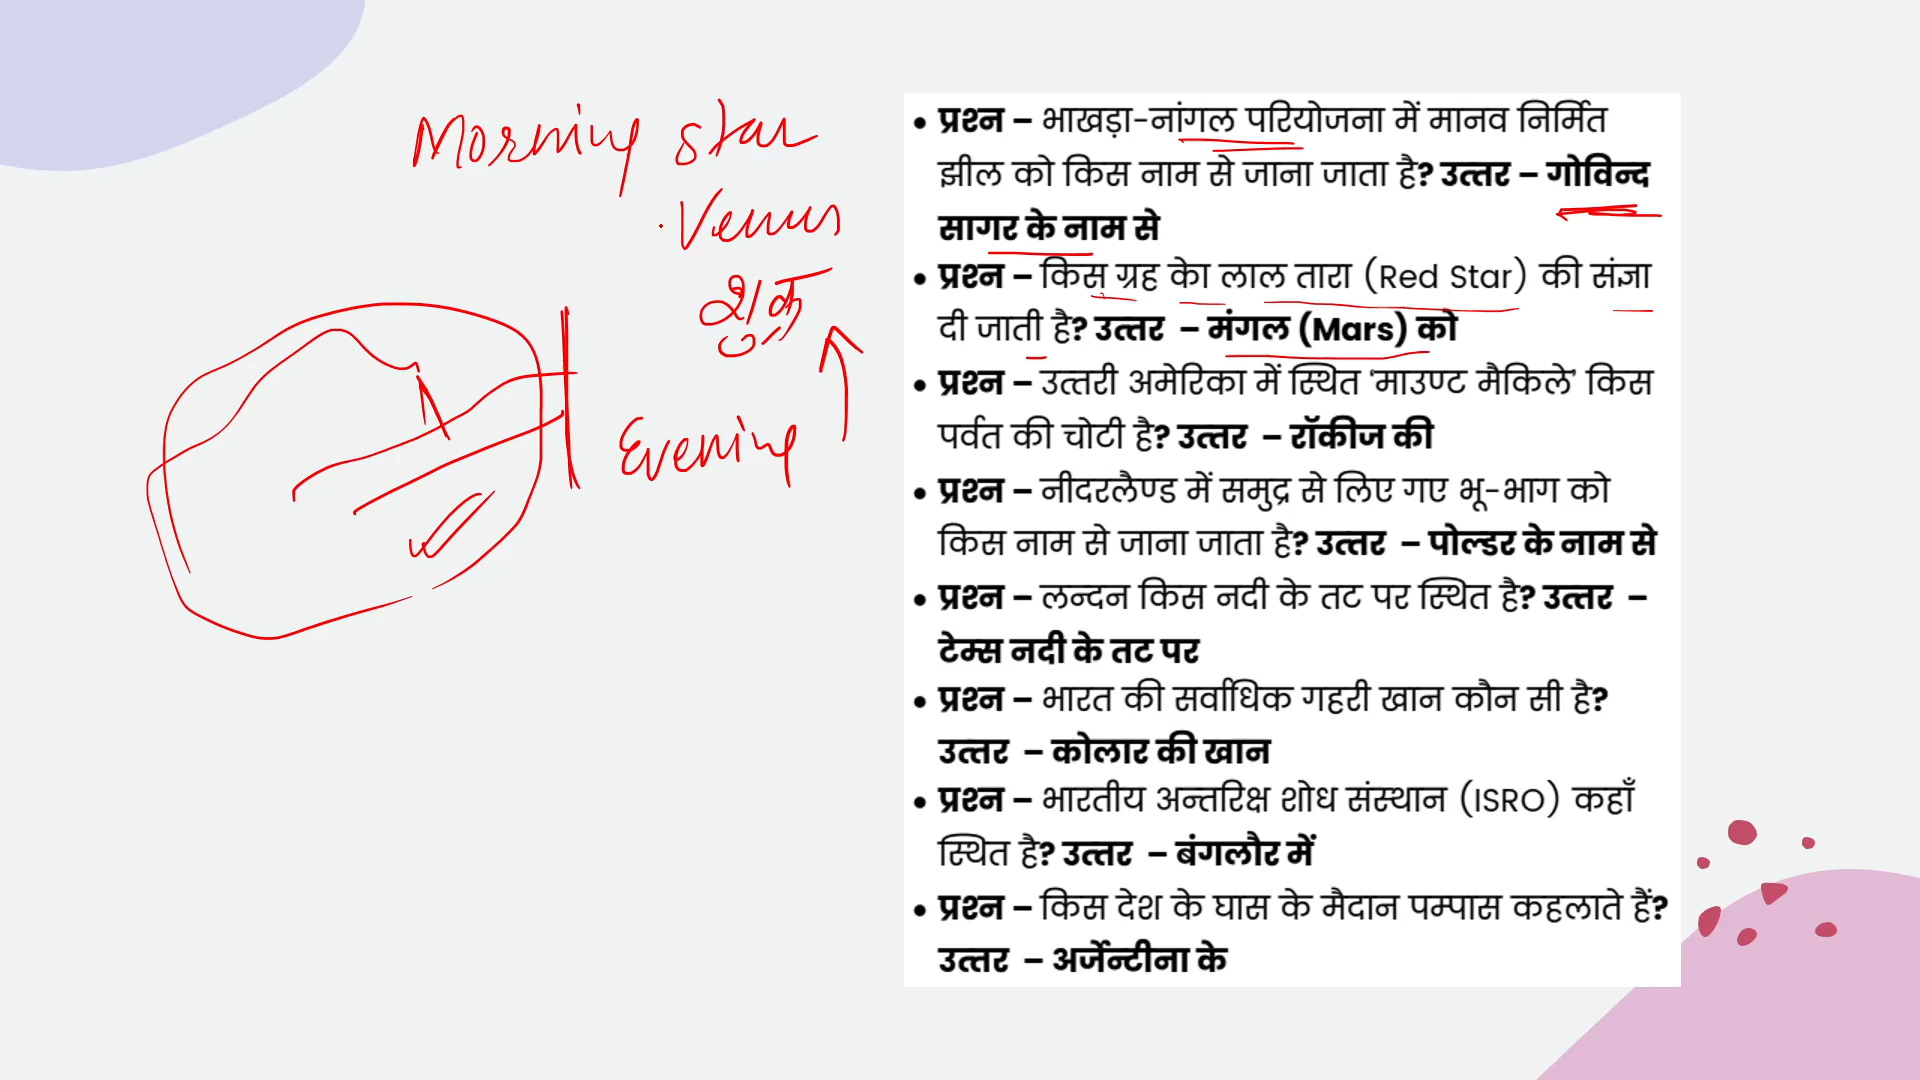 Morning star
Venus
शुक्र
Evening
• प्रश्न – भाखड़ा-नांगल परियोजना में मानव निर्मित
झील को किस नाम से जाना जाता है? उत्तर – गोविन्द
सागर के नाम से
• प्रश्न – किस ग्रह केा लाल तारा (Red Star) की संज्ञा
दी जाती है? उत्तर – मंगल (Mars) को
• प्रश्न – उत्तरी अमेरिका में स्थित ‘माउण्ट मैकिले’ किस
पर्वत की चोटी है? उत्तर – रॉकीज की
• प्रश्न – नीदरलैण्ड में समुद्र से लिए गए भू-भाग को
किस नाम से जाना जाता है? उत्तर – पोल्डर के नाम से
• प्रश्न – लन्दन किस नदी के तट पर स्थित है? उत्तर –
टेम्स नदी के तट पर
• प्रश्न – भारत की सर्वाधिक गहरी खान कौन सी है?
उत्तर – कोलार की खान
• प्रश्न – भारतीय अन्तरिक्ष शोध संस्थान (ISRO) कहाँ
स्थित है? उत्तर – बंगलौर में
• प्रश्न – किस देश के घास के मैदान पम्पास कहलाते हैं?
उत्तर – अर्जेन्टीना के